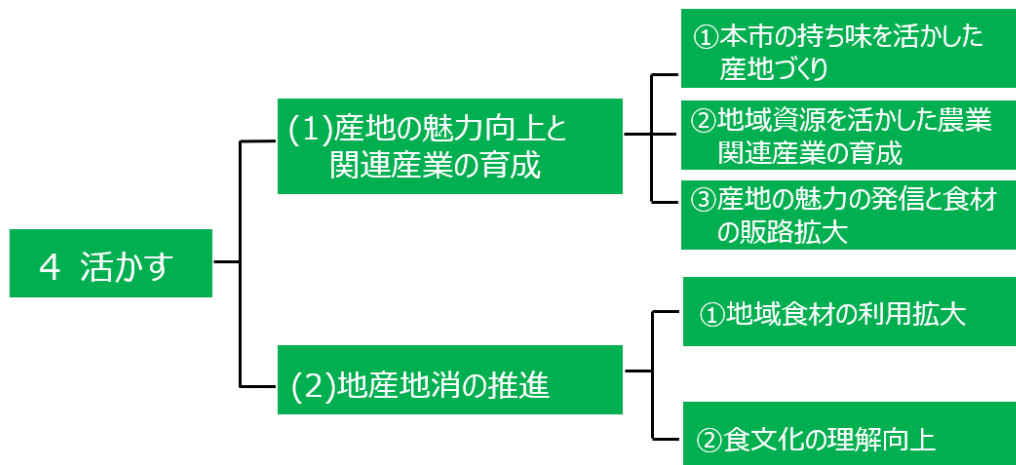 4 活かす
(1)産地の魅力向上と
関連産業の育成
①本市の持ち味を活かした
産地づくり
②地域資源を活かした農業
関連産業の育成
③産地の魅力の発信と食材
の販路拡大
(2)地産地消の推進
①地域食材の利用拡大
②食文化の理解向上